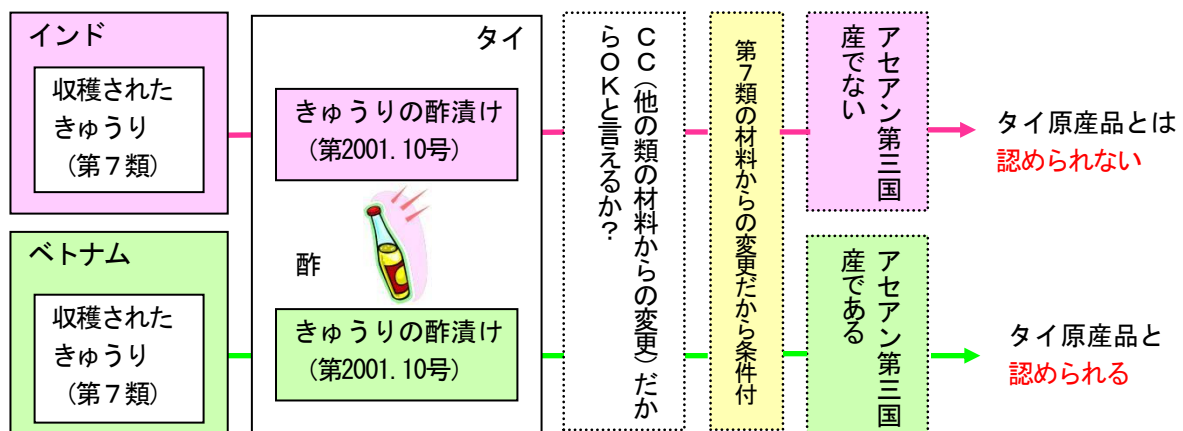 インド
収穫された
きゅうり
(第7類)
ベトナム
収穫された
きゅうり
(第7類)
タイ
きゅうりの酢漬け
(第2001.10号)
酢
きゅうりの酢漬け
(第2001.10号)
CC(他の類の材料からの変更)だか
らOKと言えるか?
第7類の材料からの変更だから条件付
アセアン第三国
産でない
アセアン第三国
産である
タイ原産品とは
認められない
タイ原産品と
認められる